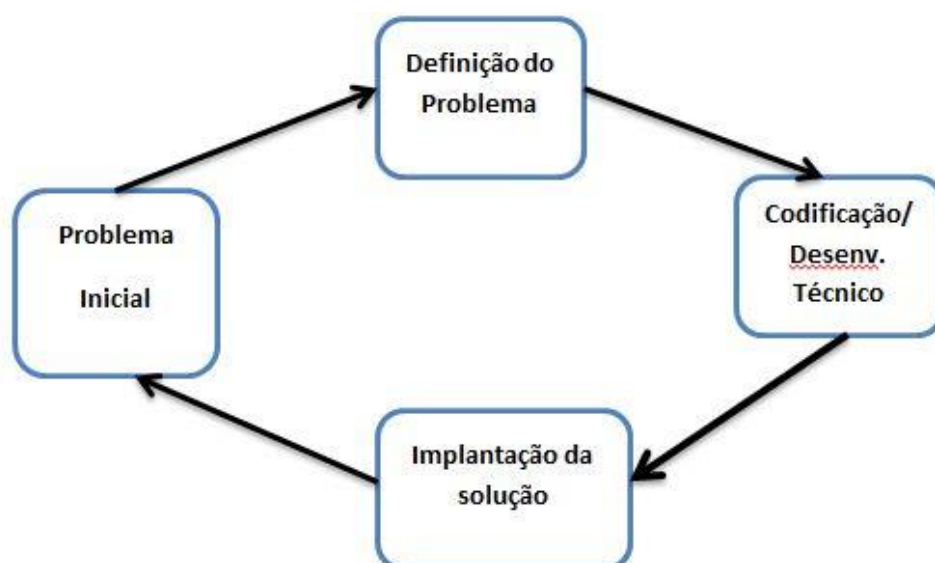 Definição do
Problema
Problema
Inicial
Codificação/
Desenv.
Técnico
Implantação da
solução